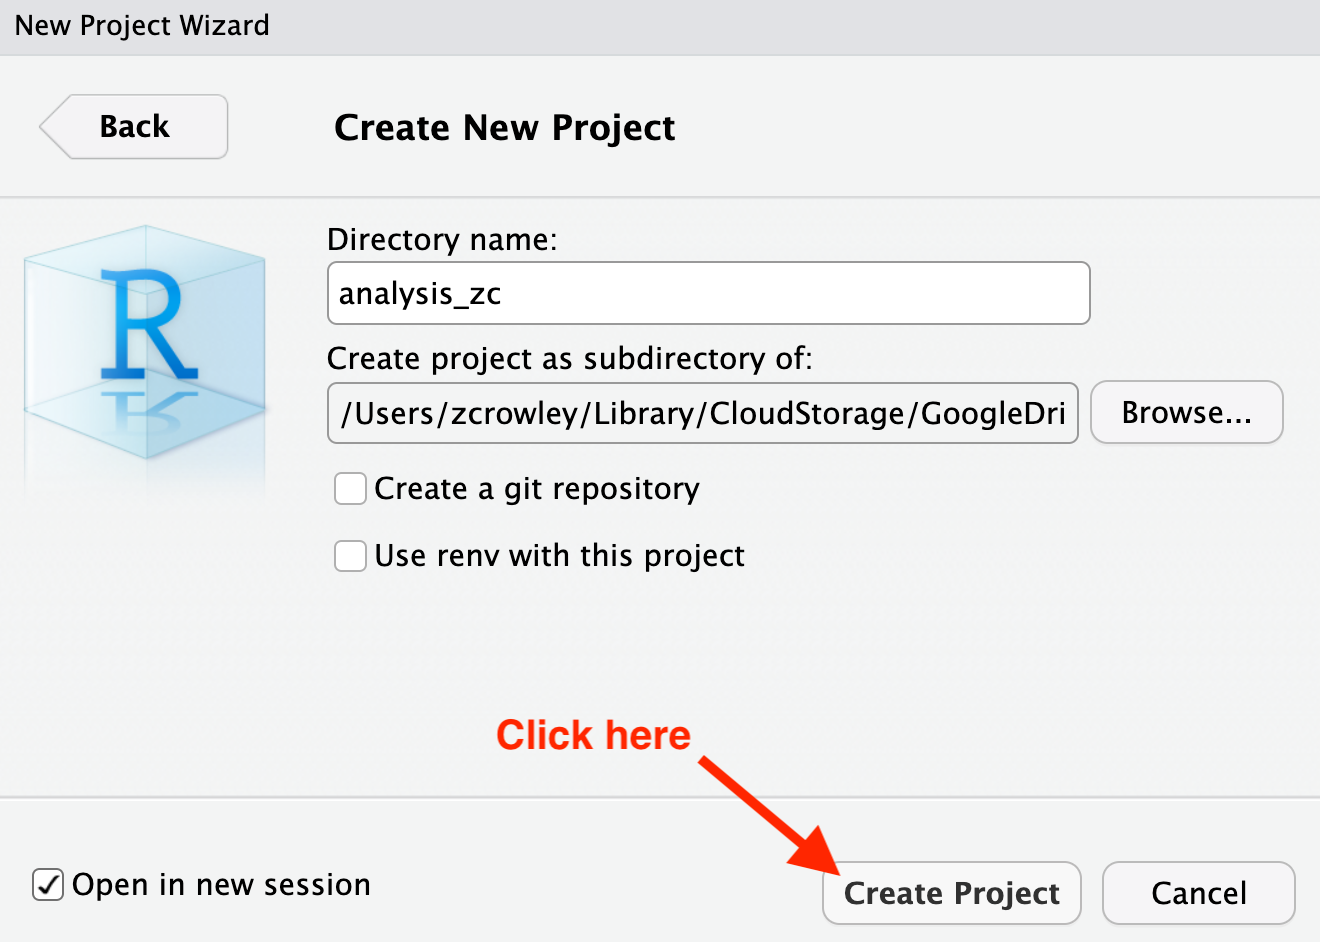 New Project Wizard
Back
Create New Project
R
Directory name:
analysis_zc
Create project as subdirectory of:
/Users/zcrowley/Library/CloudStorage/GoogleDri
Browse...
Create a git repository
Use renv with this project
Click here
Open in new session
Create Project
Cancel